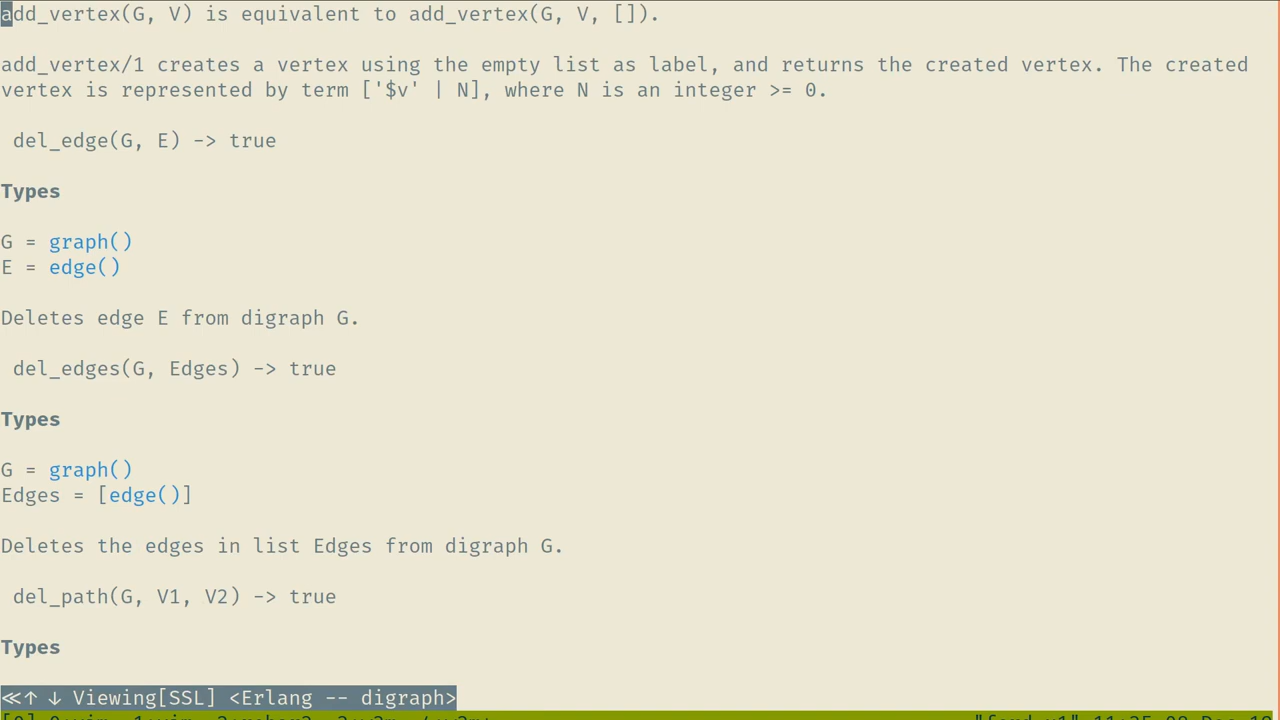 add_vertex(G, V) is equivalent to add_vertex(G, V, []).
add_vertex/1 creates a vertex using the empty list as label, and returns the created vertex. The created
vertex is represented by term ['$v' | N], where N is an integer >= 0.
del_edge(G, E) -> true
Types
G = graph()
E = edge()
Deletes edge E from digraph G.
del_edges(G, Edges) -> true
Types
G = graph()
Edges = [edge()]
Deletes the edges in list Edges from digraph G.
del_path(G, V1, V2) -> true
Types
≪↑ ↓ Viewing[SSL] <Erlang -- digraph>